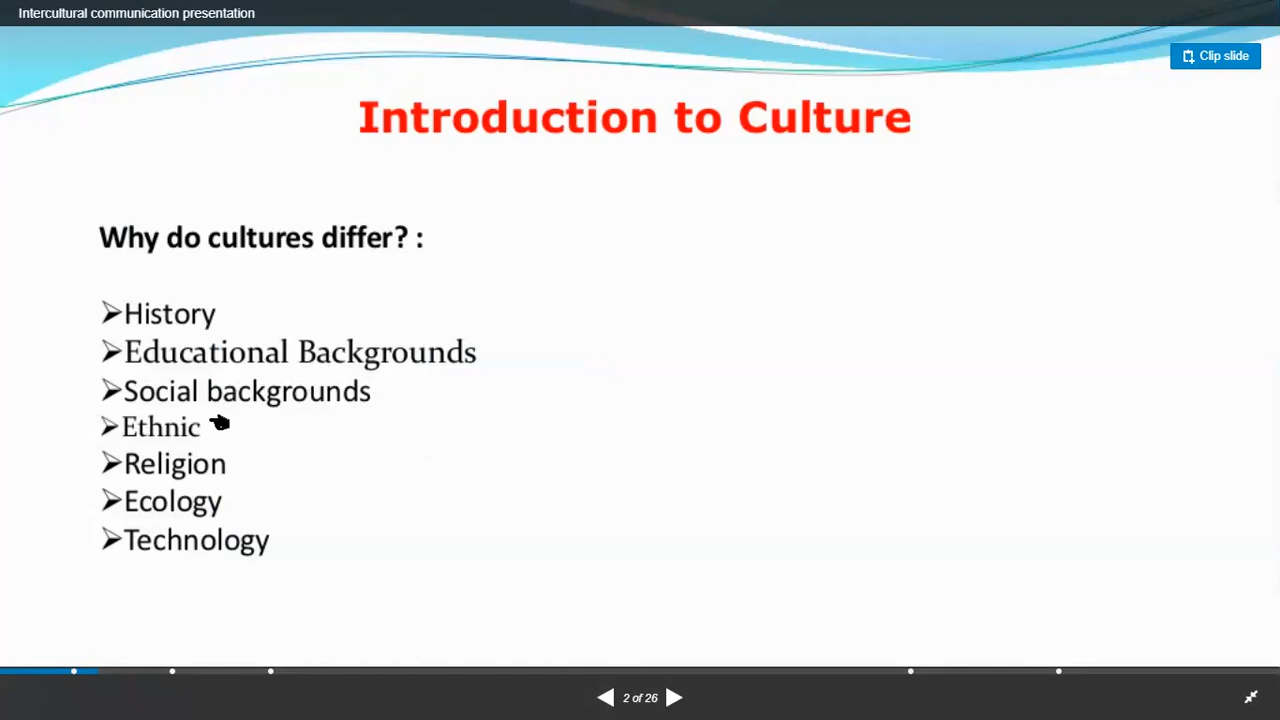 Intercultural communication presentation
Clip slide
Introduction to Culture
Why do cultures differ? :
➢History
➢Educational Backgrounds
➢Social backgrounds
➢Ethnic
➢Religion
➢Ecology
➢Technology
2 of 26